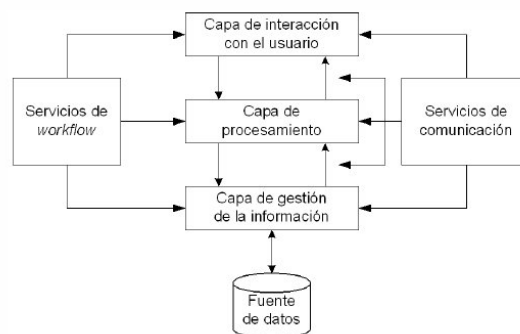 Capa de interacción
con el usuario
Servicios de
workflow
Capa de
procesamiento
Servicios de
comunicación
Capa de gestión
de la información
Fuente
de datos